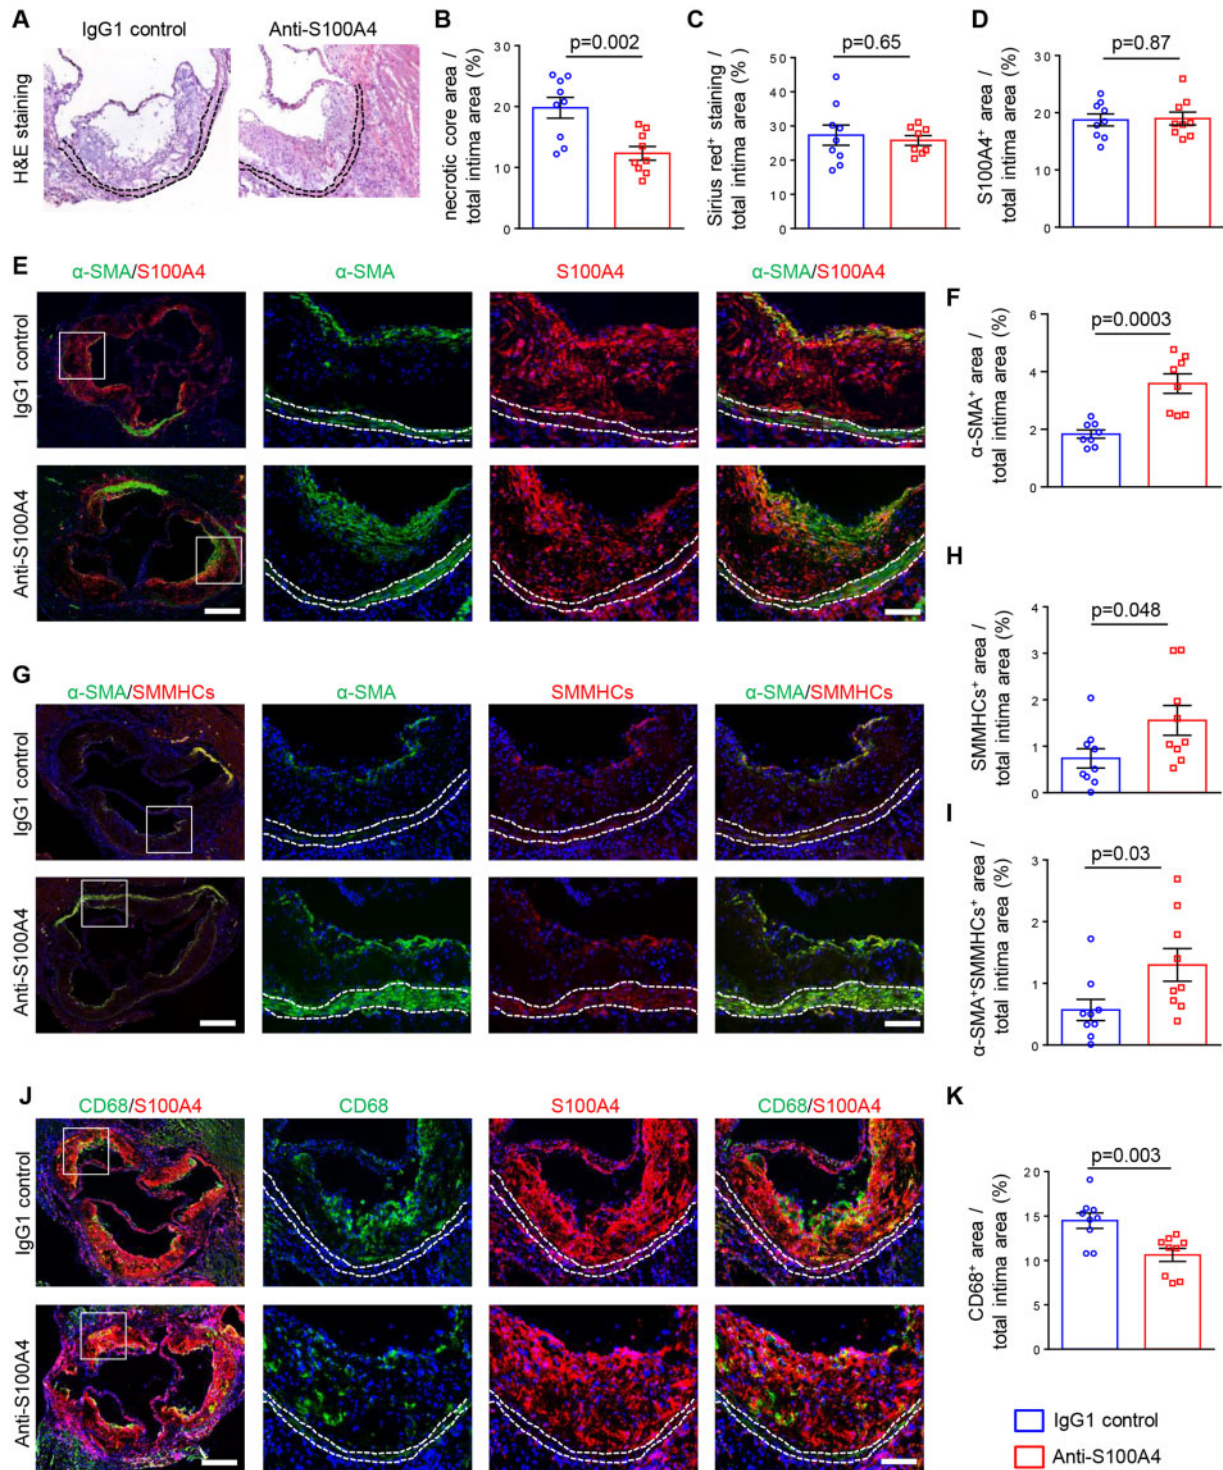 A
IgG1 control
Anti-S100A4
H&E staining
B
p=0.002
necrotic core area /
total intima area (%)
30
20
10
0
C
p=0.65
Sirius red⁺ staining /
total intima area (%)
50
40
30
20
10
0
D
p=0.87
S100A4⁺ area /
total intima area (%)
30
20
10
0
E
α-SMA/S100A4
α-SMA
S100A4
α-SMA/S100A4
IgG1 control
Anti-S100A4
F
p=0.0003
α-SMA⁺ area /
total intima area (%)
6
4
2
0
G
α-SMA/SMMHCs
α-SMA
SMMHCs
α-SMA/SMMHCs
IgG1 control
Anti-S100A4
H
p=0.048
SMMHCs⁺ area /
total intima area (%)
4
3
2
1
0
I
p=0.03
α-SMA⁺SMMHCs⁺ area /
total intima area (%)
3
2
1
0
J
CD68/S100A4
CD68
S100A4
CD68/S100A4
IgG1 control
Anti-S100A4
K
p=0.003
CD68⁺ area /
total intima area (%)
20
15
10
5
0
IgG1 control
Anti-S100A4